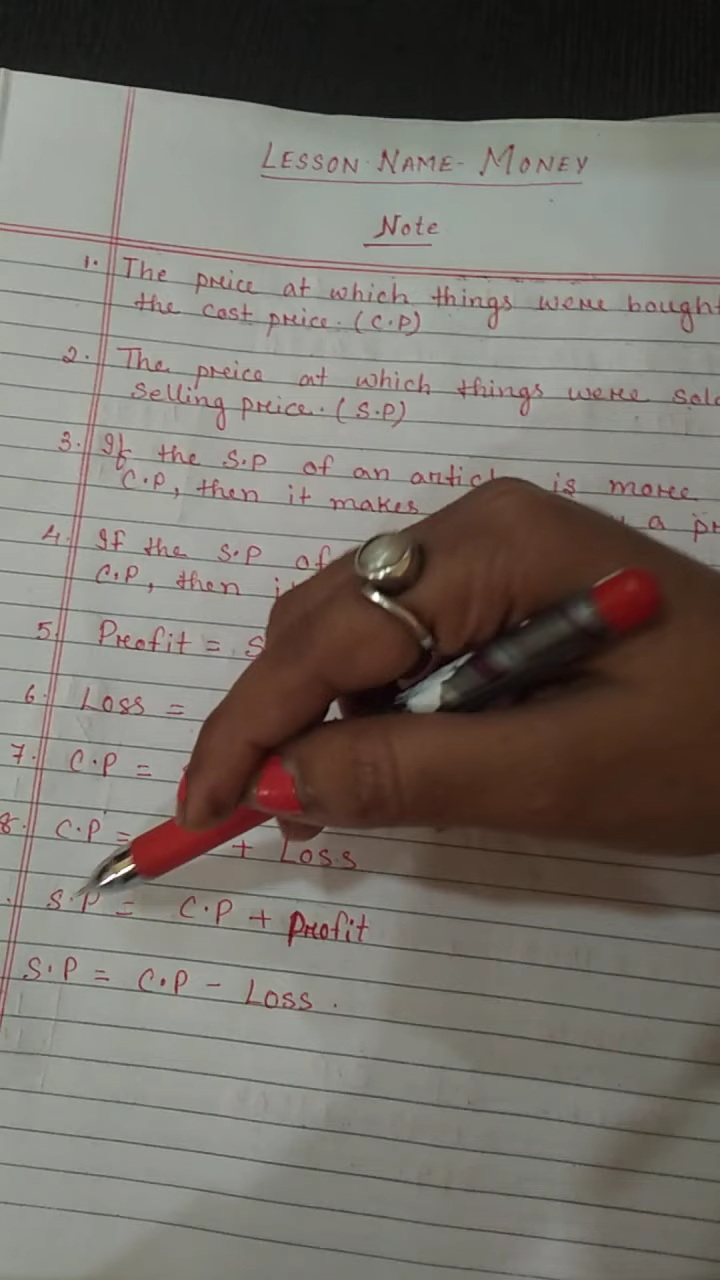 LESSON NAME- MONEY
Note
1. The price at which things were bought
the cost price. (C.P)
2. The price at which things were sold
selling price. (S.P)
3. If the S.P of an article is more
C.P, then it makes a
4. If the S.P of
C.P, then
5. Profit = S
6. Loss =
7. C.P =
8. C.P = + Loss
S.P = C.P + Profit
S.P = C.P - Loss.